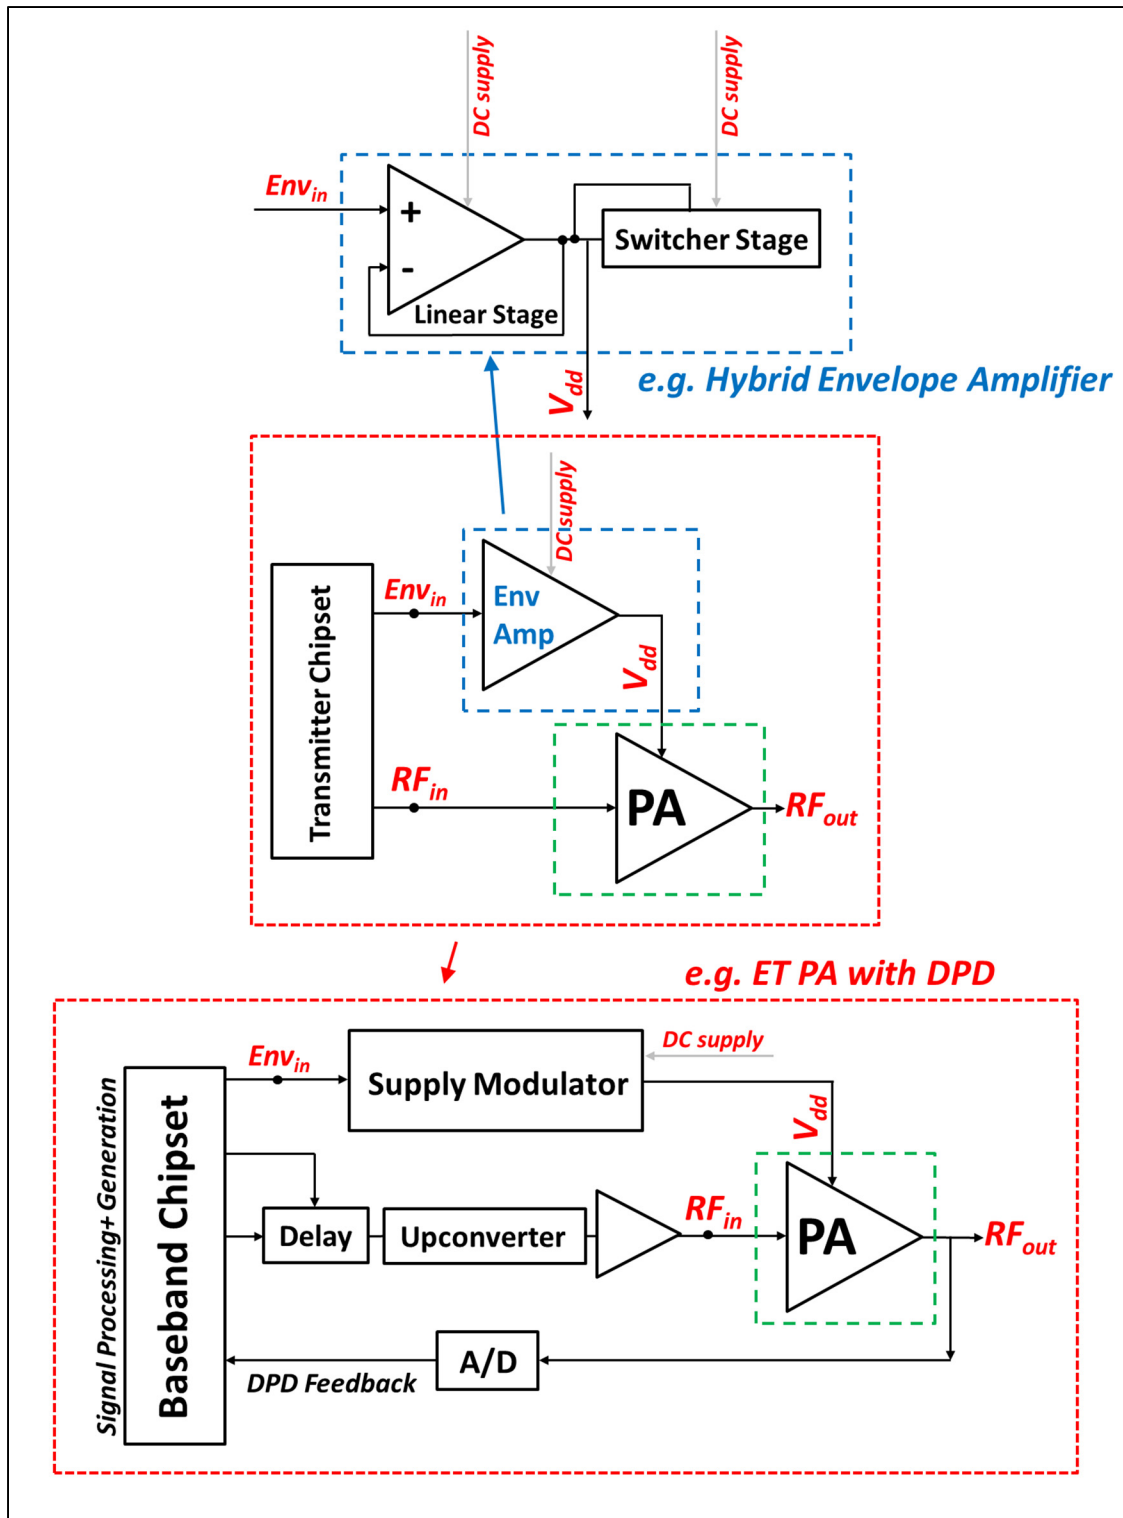 DC supply
DC supply
Env_in
+
-
Switcher Stage
Linear Stage
V_dd
e.g. Hybrid Envelope Amplifier
DC supply
Transmitter Chipset
Env_in
Env
Amp
V_dd
RF_in
PA
RF_out
e.g. ET PA with DPD
Signal Processing+ Generation
Baseband Chipset
Env_in
Supply Modulator
DC supply
V_dd
Delay
Upconverter
RF_in
PA
RF_out
A/D
DPD Feedback